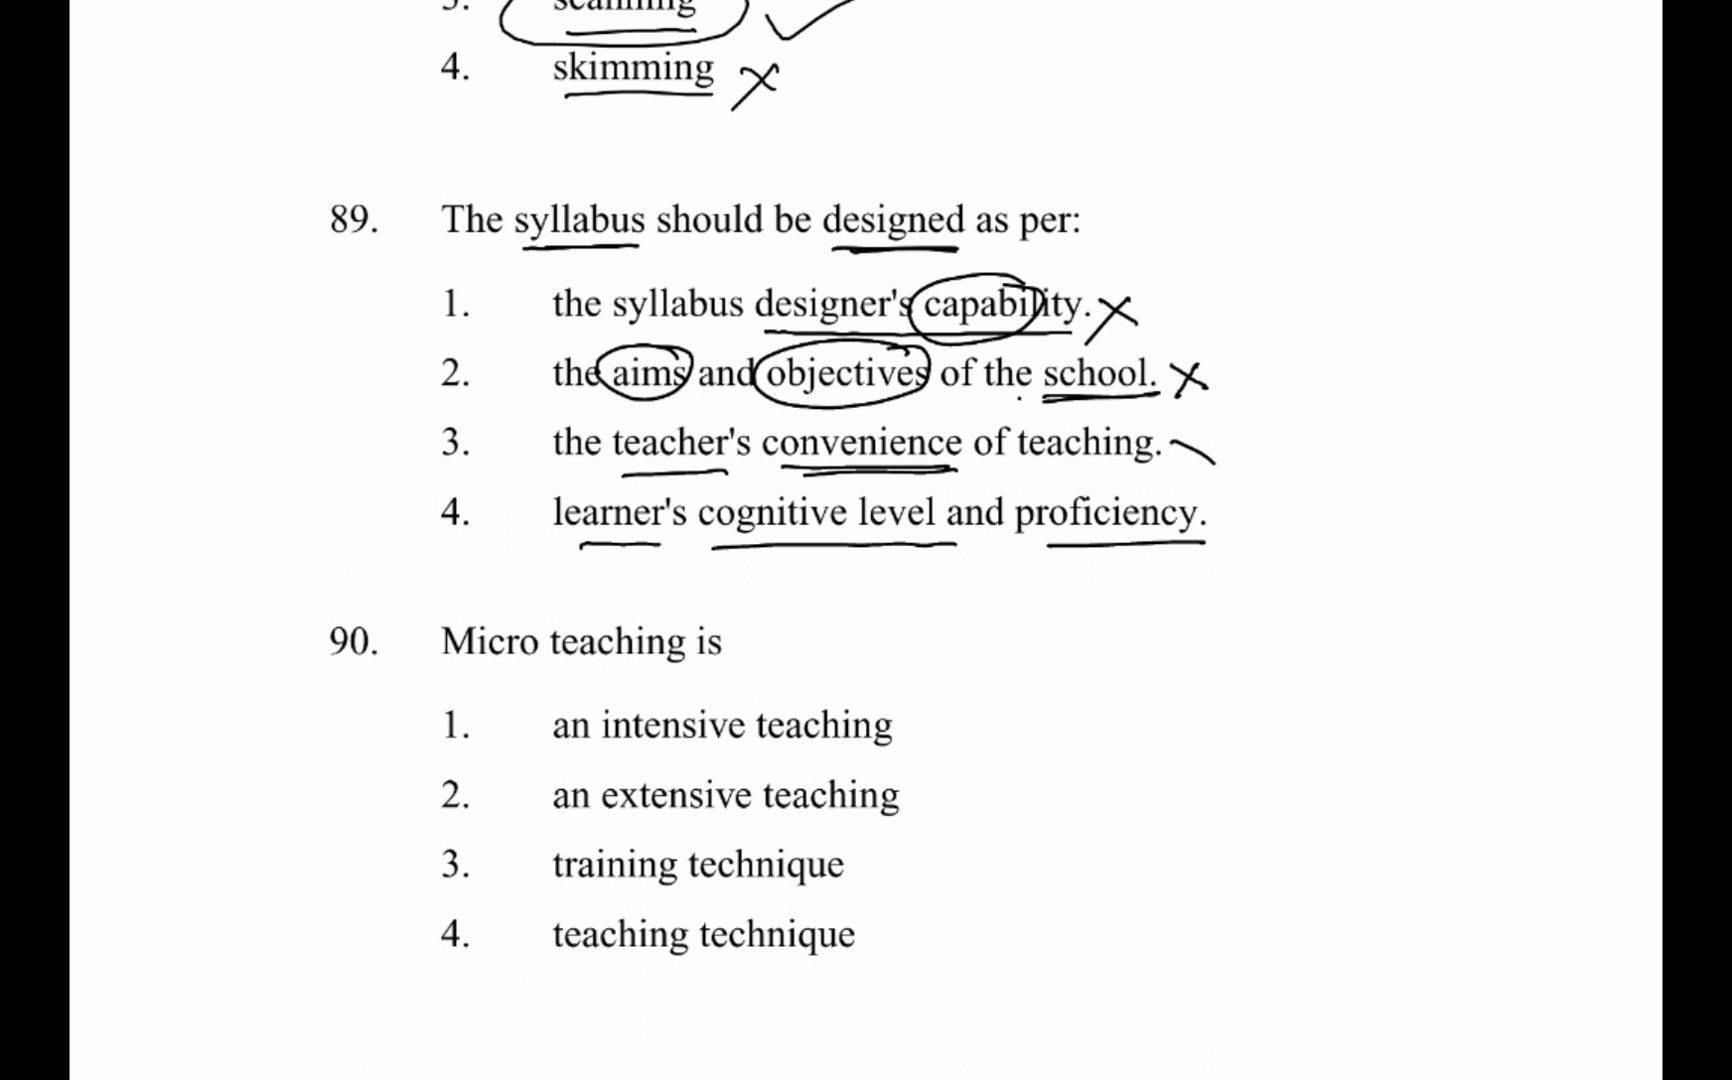 3. scanning
4. skimming
89. The syllabus should be designed as per:
1. the syllabus designer's capability.
2. the aims and objectives of the school.
3. the teacher's convenience of teaching.
4. learner's cognitive level and proficiency.
90. Micro teaching is
1. an intensive teaching
2. an extensive teaching
3. training technique
4. teaching technique